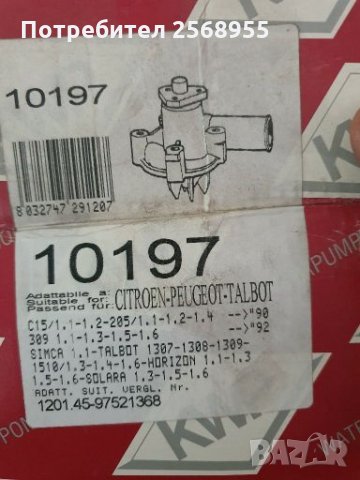 Потребител 2568955
10197
8 032747 291207
10197
Adattabile a:
Suitable for: CITROEN-PEUGEOT-TALBOT
Passend für:
C15/1.1-1.2-205/1.1-1.2-1.4 -->"90
309 1.1-1.3-1.5-1.6 -->"92
SIMCA 1.1-TALBOT 1307-1308-1309-
1510/1.3-1.4-1.6-HORIZON 1.1-1.3
1.5-1.6-SOLARA 1.3-1.5-1.6
ADATT. SUIT. VERGL. Nr.
1201.45-97521368
KW
bazar